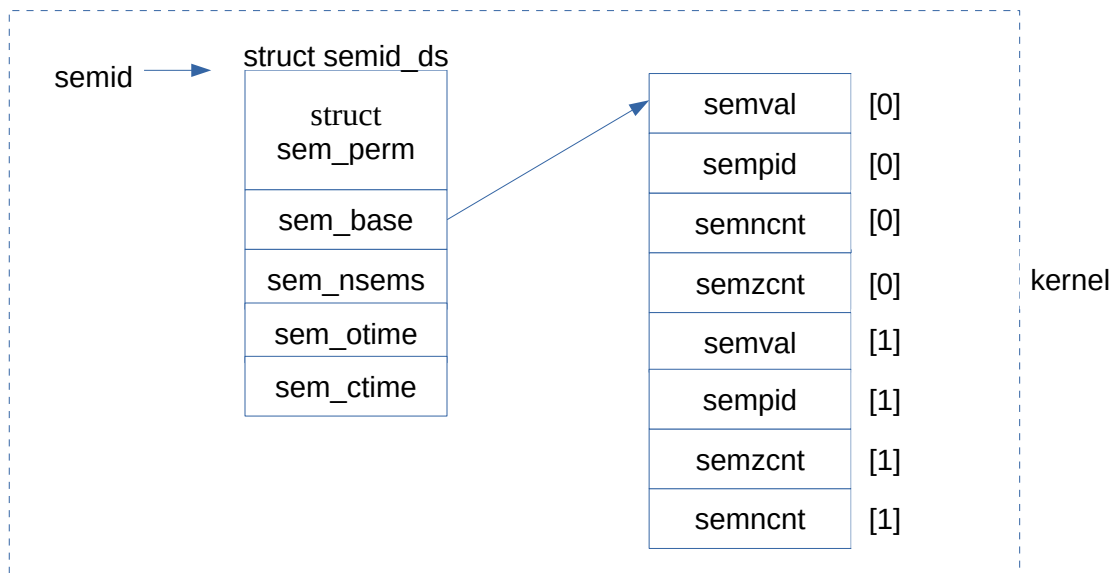 struct semid_ds
semid
struct
sem_perm
sem_base
sem_nsems
sem_otime
sem_ctime
semval [0]
sempid [0]
semncnt [0]
semzcnt [0]
semval [1]
sempid [1]
semzcnt [1]
semncnt [1]
kernel